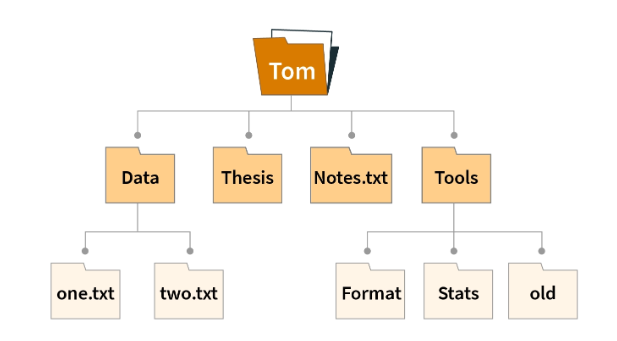 Tom
Data
Thesis
Notes.txt
Tools
one.txt
two.txt
Format
Stats
old